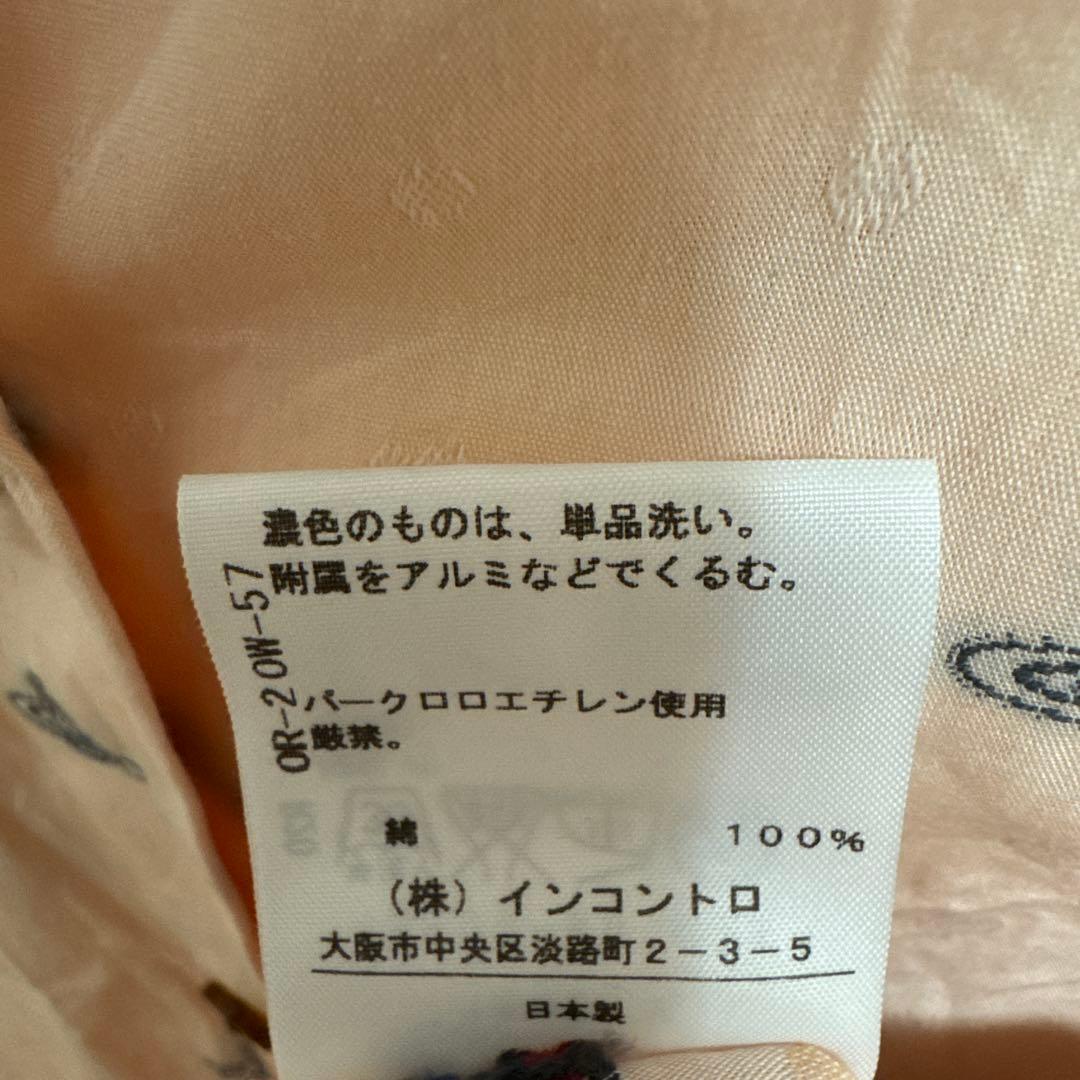 濃色のものは、単品洗い。
附属をアルミなどでくるむ。
OR-20W-57
パークロロエチレン使用
厳禁。
綿 100%
(株)インコントロ
大阪市中央区淡路町2-3-5
日本製